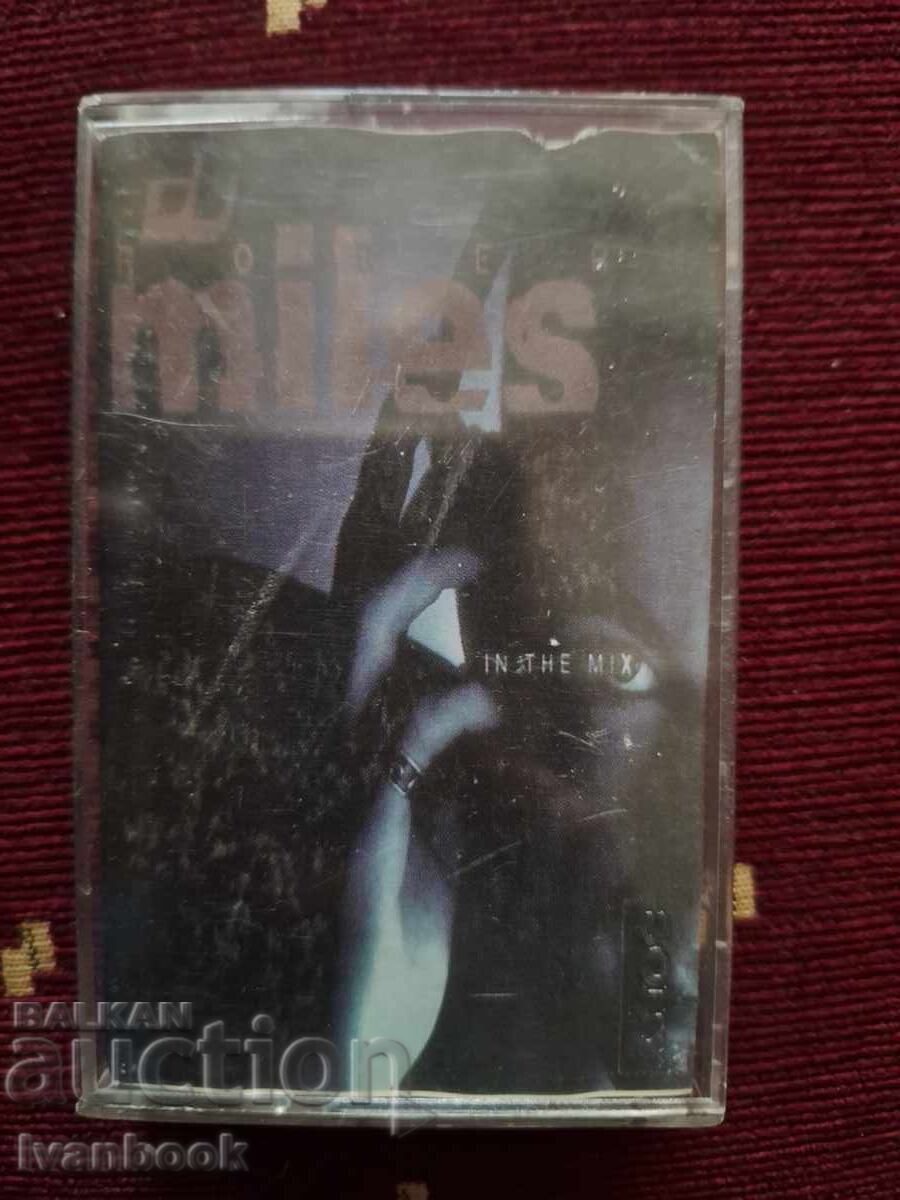 miles
IN THE MIX
BALKAN
auction
Ivanbook